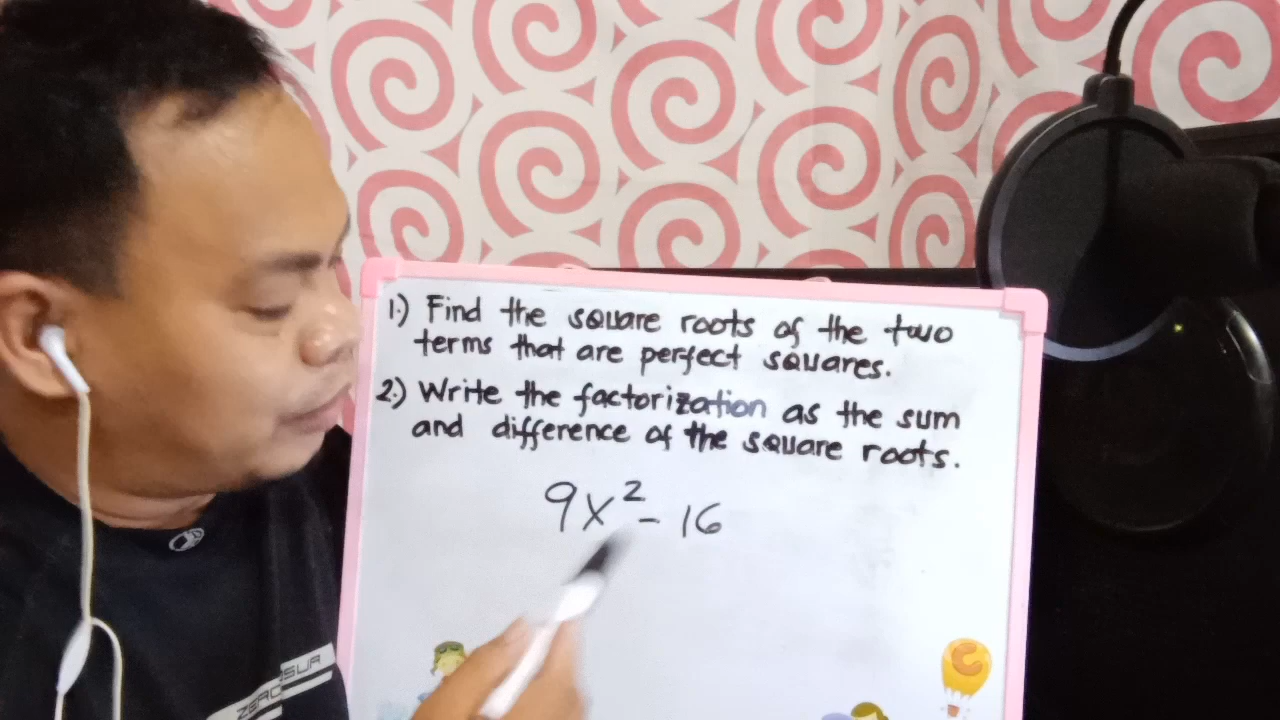 1.) Find the square roots of the two
terms that are perfect squares.
2.) Write the factorization as the sum
and difference of the square roots.
9x² - 16
C